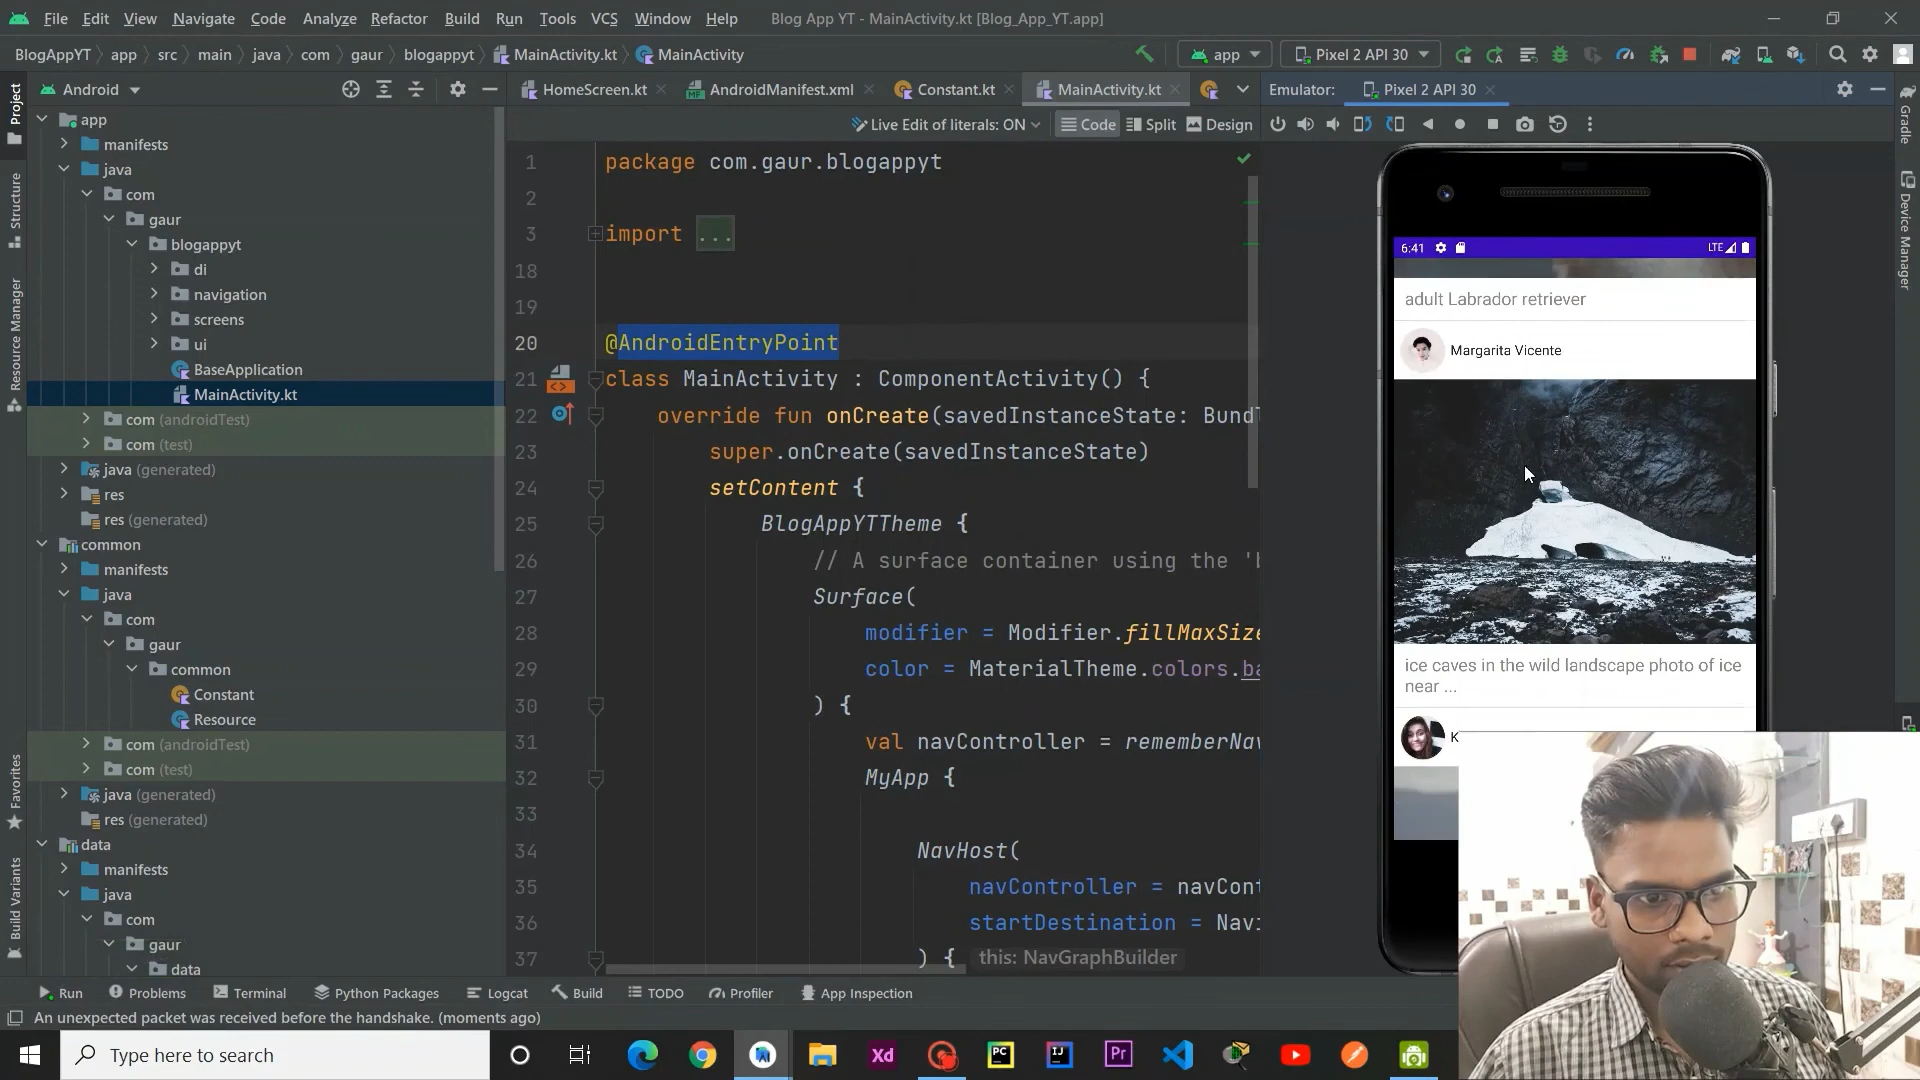 File Edit View Navigate Code Analyze Refactor Build Run Tools VCS Window Help Blog App YT - MainActivity.kt [Blog_App_YT.app]
BlogAppYT app src main java com gaur blogappyt MainActivity.kt MainActivity app Pixel 2 API 30
Android
HomeScreen.kt AndroidManifest.xml Constant.kt MainActivity.kt
Emulator: Pixel 2 API 30
Live Edit of literals: ON Code Split Design
Project
Structure
Resource Manager
Favorites
Build Variants
app
manifests
java
com
gaur
blogappyt
di
navigation
screens
ui
BaseApplication
MainActivity.kt
com (androidTest)
com (test)
java (generated)
res
res (generated)
common
manifests
java
com
gaur
common
Constant
Resource
com (androidTest)
com (test)
java (generated)
res (generated)
data
manifests
java
com
gaur
data
1 package com.gaur.blogappyt
2
3 import ...
18
19
20 @AndroidEntryPoint
21 class MainActivity : ComponentActivity() {
22 override fun onCreate(savedInstanceState: Bund
23 super.onCreate(savedInstanceState)
24 setContent {
25 BlogAppYTTheme {
26 // A surface container using the 'b
27 Surface(
28 modifier = Modifier.fillMaxSize
29 color = MaterialTheme.colors.ba
30 ) {
31 val navController = rememberNav
32 MyApp {
33
34 NavHost(
35 navController = navCont
36 startDestination = Navi
37 ) { this: NavGraphBuilder
6:41 LTE
adult Labrador retriever
Margarita Vicente
ice caves in the wild landscape photo of ice
near ...
K
Gradle
Device Manager
Run Problems Terminal Python Packages Logcat Build TODO Profiler App Inspection
An unexpected packet was received before the handshake. (moments ago)
Type here to search
Xd
PC
IJ
Pr